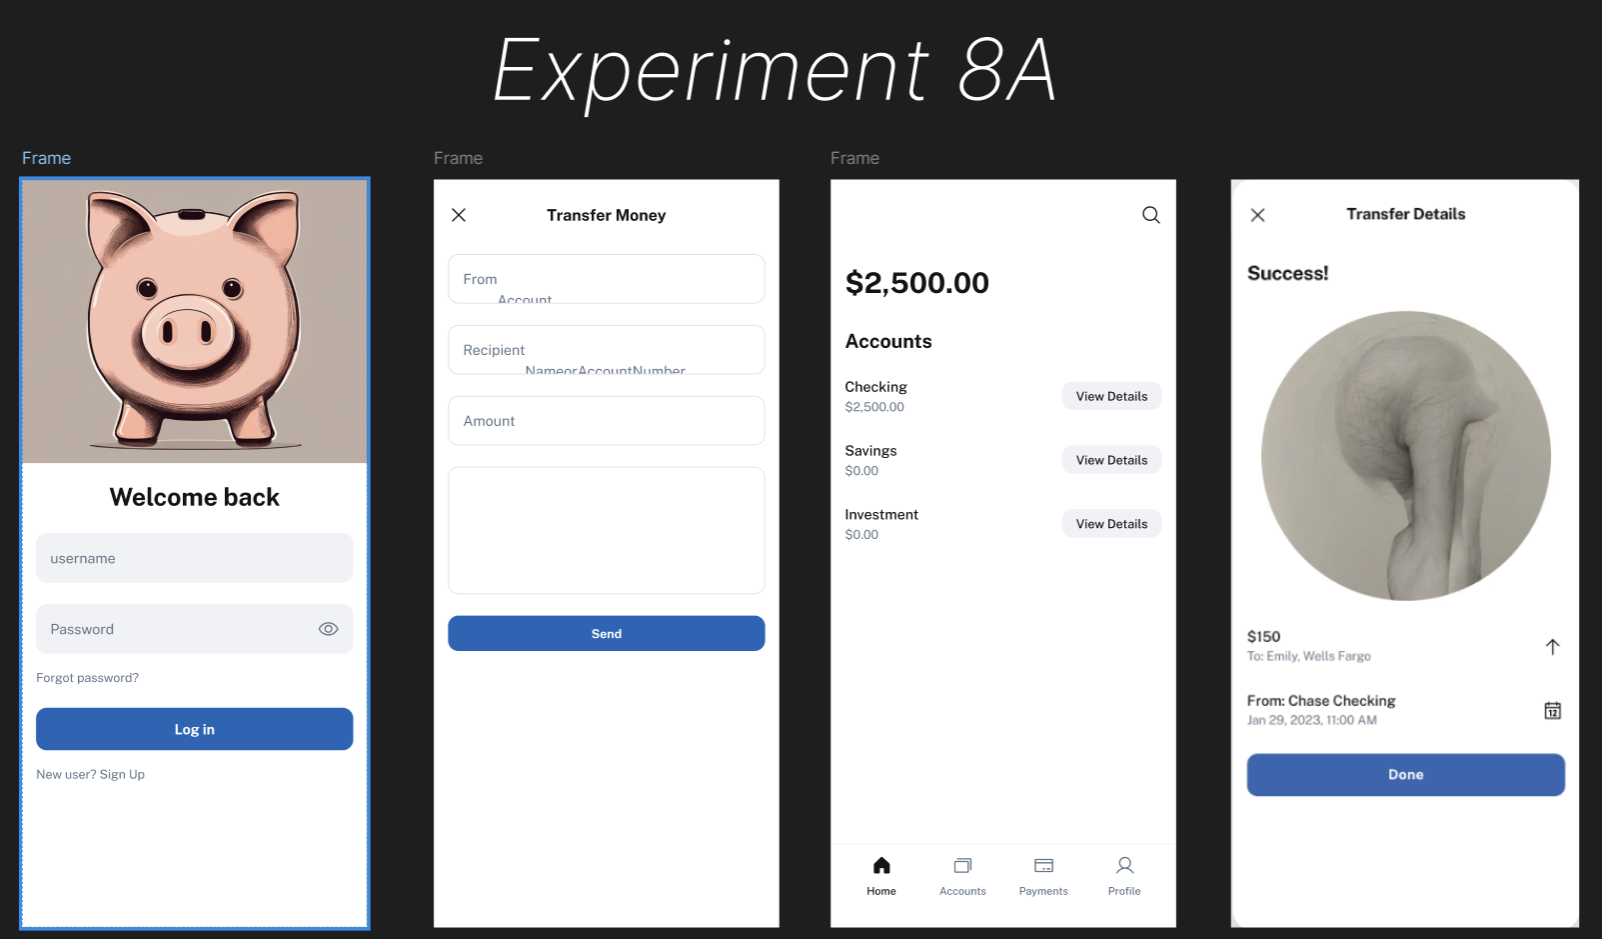 Experiment 8A
Frame
Welcome back
username
Password
Forgot password?
Log in
New user? Sign Up
Frame
Transfer Money
From
Account
Recipient
NameorAccountNumber
Amount
Send
Frame
$2,500.00
Accounts
Checking
$2,500.00
View Details
Savings
$0.00
View Details
Investment
$0.00
View Details
Home
Accounts
Payments
Profile
Transfer Details
Success!
$150
To: Emily, Wells Fargo
From: Chase Checking
Jan 29, 2023, 11:00 AM
12
Done